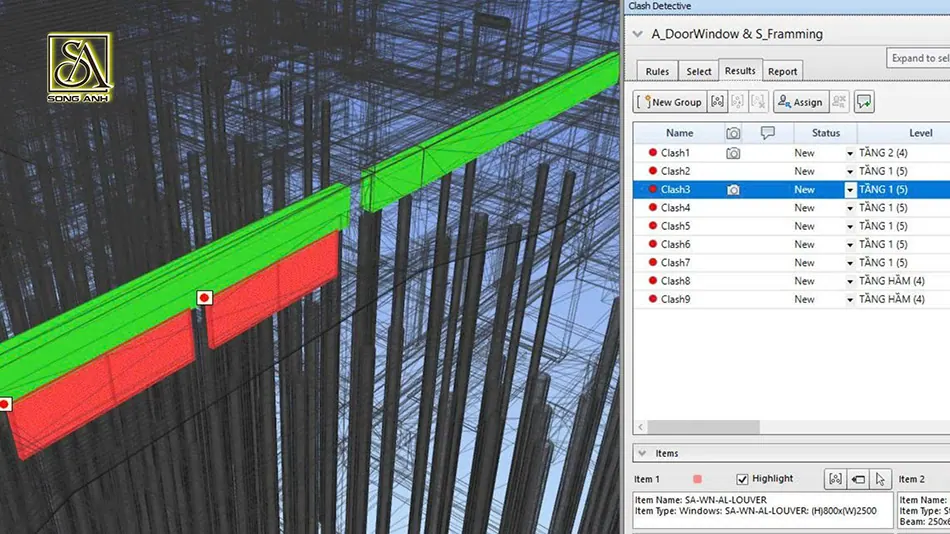 SA
SONG ANH
Clash Detective
A_DoorWindow & S_Framming
Expand to sel
Rules Select Results Report
New Group Assign
Name Status Level
Clash1 New TẦNG 2 (4)
Clash2 New TẦNG 1 (5)
Clash3 New TẦNG 1 (5)
Clash4 New TẦNG 1 (5)
Clash5 New TẦNG 1 (5)
Clash6 New TẦNG 1 (5)
Clash7 New TẦNG 1 (5)
Clash8 New TẦNG HẦM (4)
Clash9 New TẦNG HẦM (4)
Items
Item 1 Highlight Item 2
Item Name: SA-WN-AL-LOUVER
Item Type: Windows: SA-WN-AL-LOUVER: (H)800x(W)2500
Item Name:
Item Type: St
Beam: 250x6